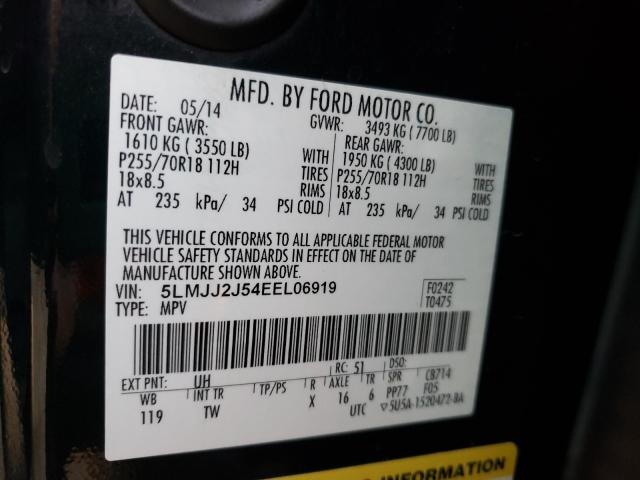 MFD. BY FORD MOTOR CO.
DATE: 05/14 GVWR: 3493 KG (7700 LB)
FRONT GAWR: REAR GAWR:
1610 KG ( 3550 LB) WITH 1950 KG ( 4300 LB) WITH
P255/70R18 112H TIRES P255/70R18 112H TIRES
18x8.5 RIMS 18x8.5 RIMS
AT 235 kPa/ 34 PSI COLD AT 235 kPa/ 34 PSI COLD
THIS VEHICLE CONFORMS TO ALL APPLICABLE FEDERAL MOTOR
VEHICLE SAFETY STANDARDS IN EFFECT ON THE DATE OF
MANUFACTURE SHOWN ABOVE.
VIN: 5LMJJ2J54EEL06919 F0242
TYPE: MPV T0475
EXT PNT: UH RC: 51 DSO:
WB INT TR TP/PS R AXLE TR SPR C8714
119 TW X 16 6 PP77 F05
UTC ▽5U5A-1520472-8A
INFORMATION